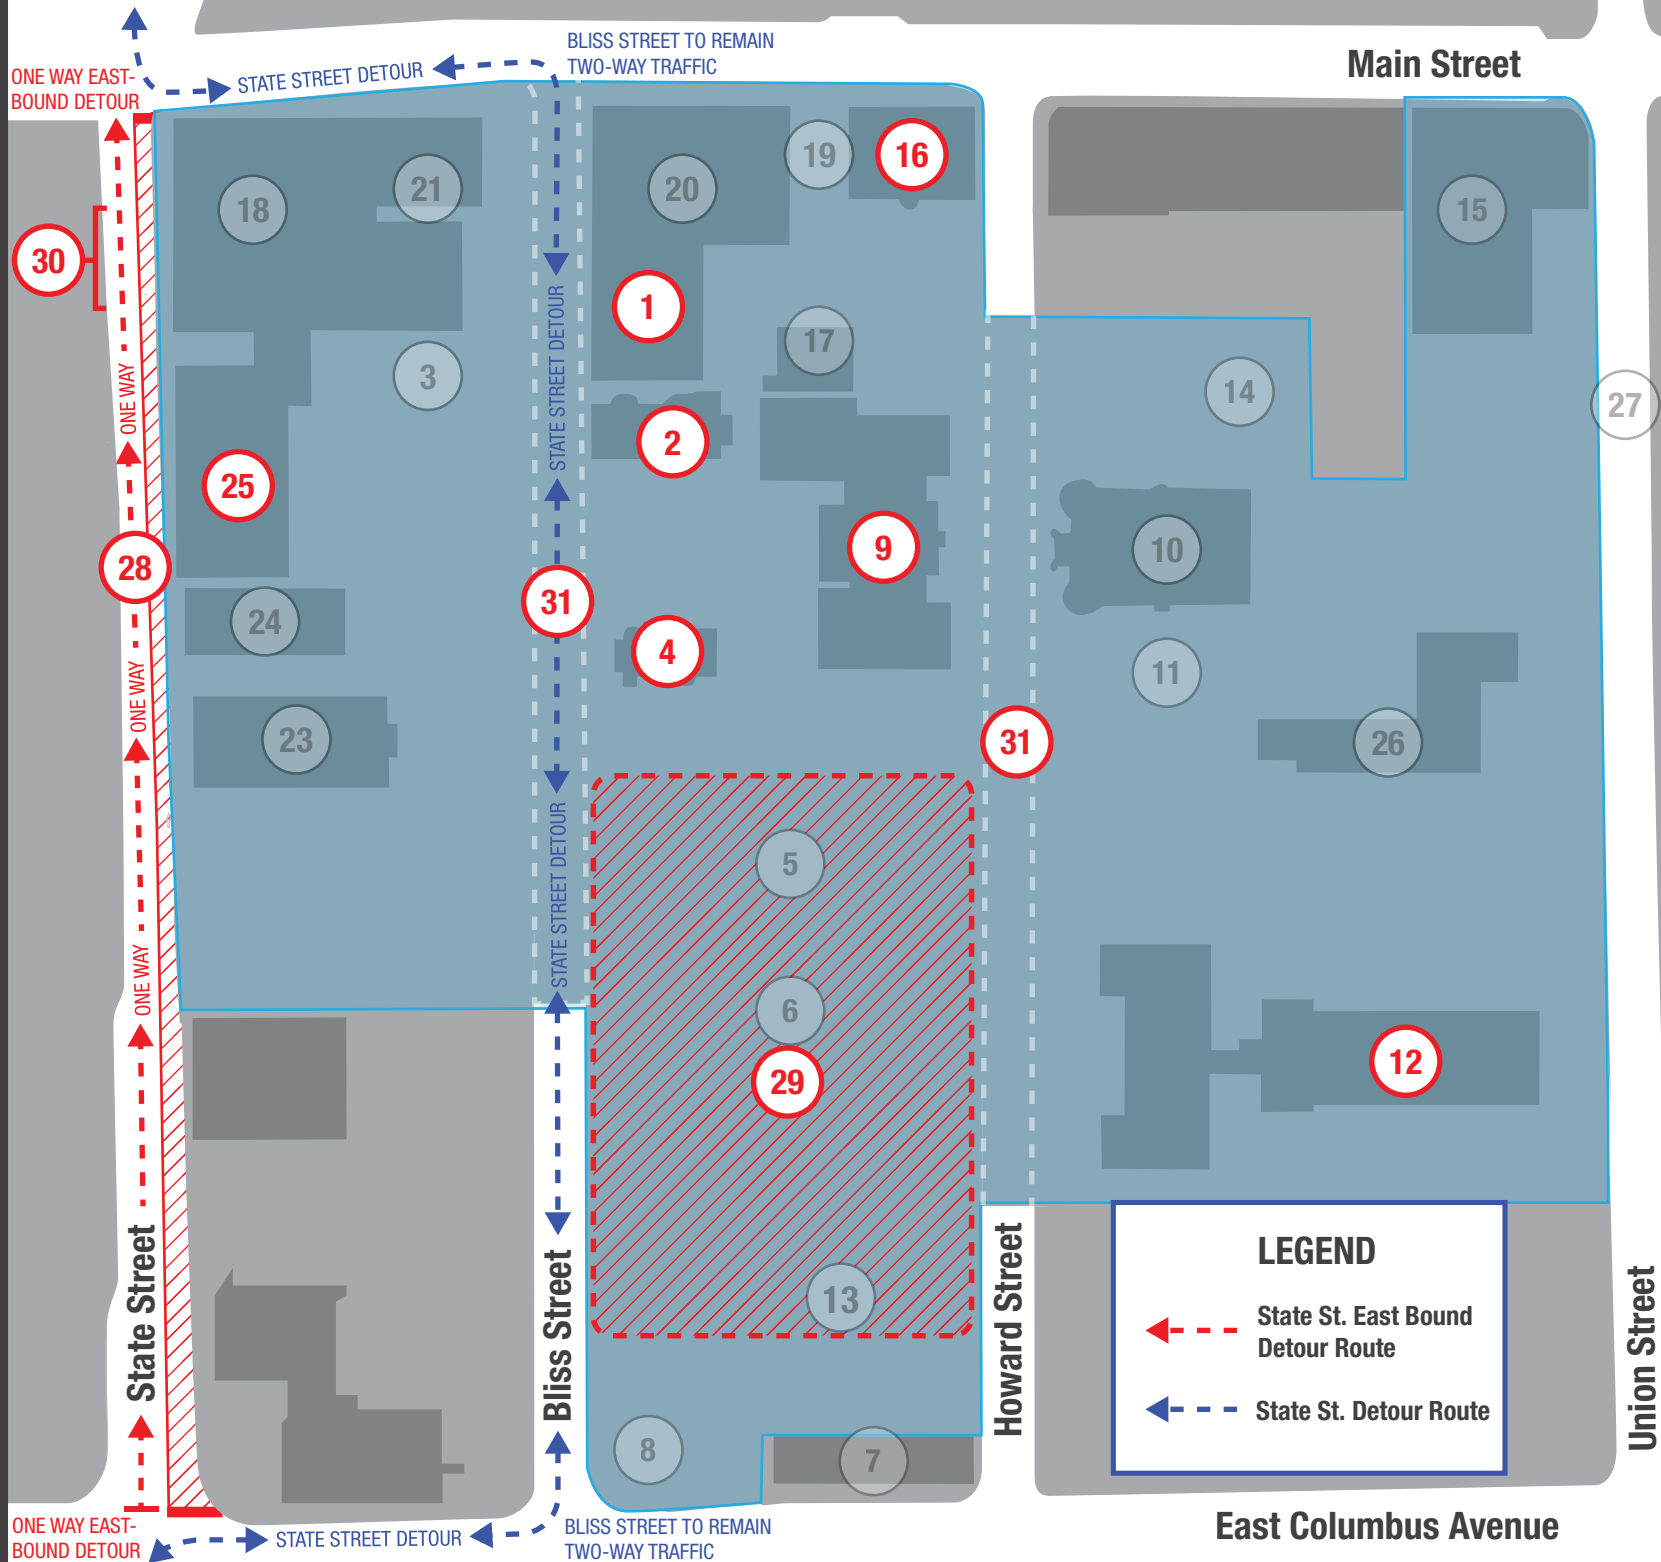 BLISS STREET TO REMAIN
TWO-WAY TRAFFIC
Main Street
ONE WAY EAST-
BOUND DETOUR
STATE STREET DETOUR
19
16
21
20
18
15
30
1
STATE STREET DETOUR
17
3
14
27
ONE WAY
2
25
9
10
28
31
24
4
11
ONE WAY
23
31
26
STATE STREET DETOUR
5
ONE WAY
6
29
12
State Street
Bliss Street
Howard Street
Union Street
LEGEND
State St. East Bound
Detour Route
State St. Detour Route
13
8
7
ONE WAY EAST-
BOUND DETOUR
STATE STREET DETOUR
BLISS STREET TO REMAIN
TWO-WAY TRAFFIC
East Columbus Avenue